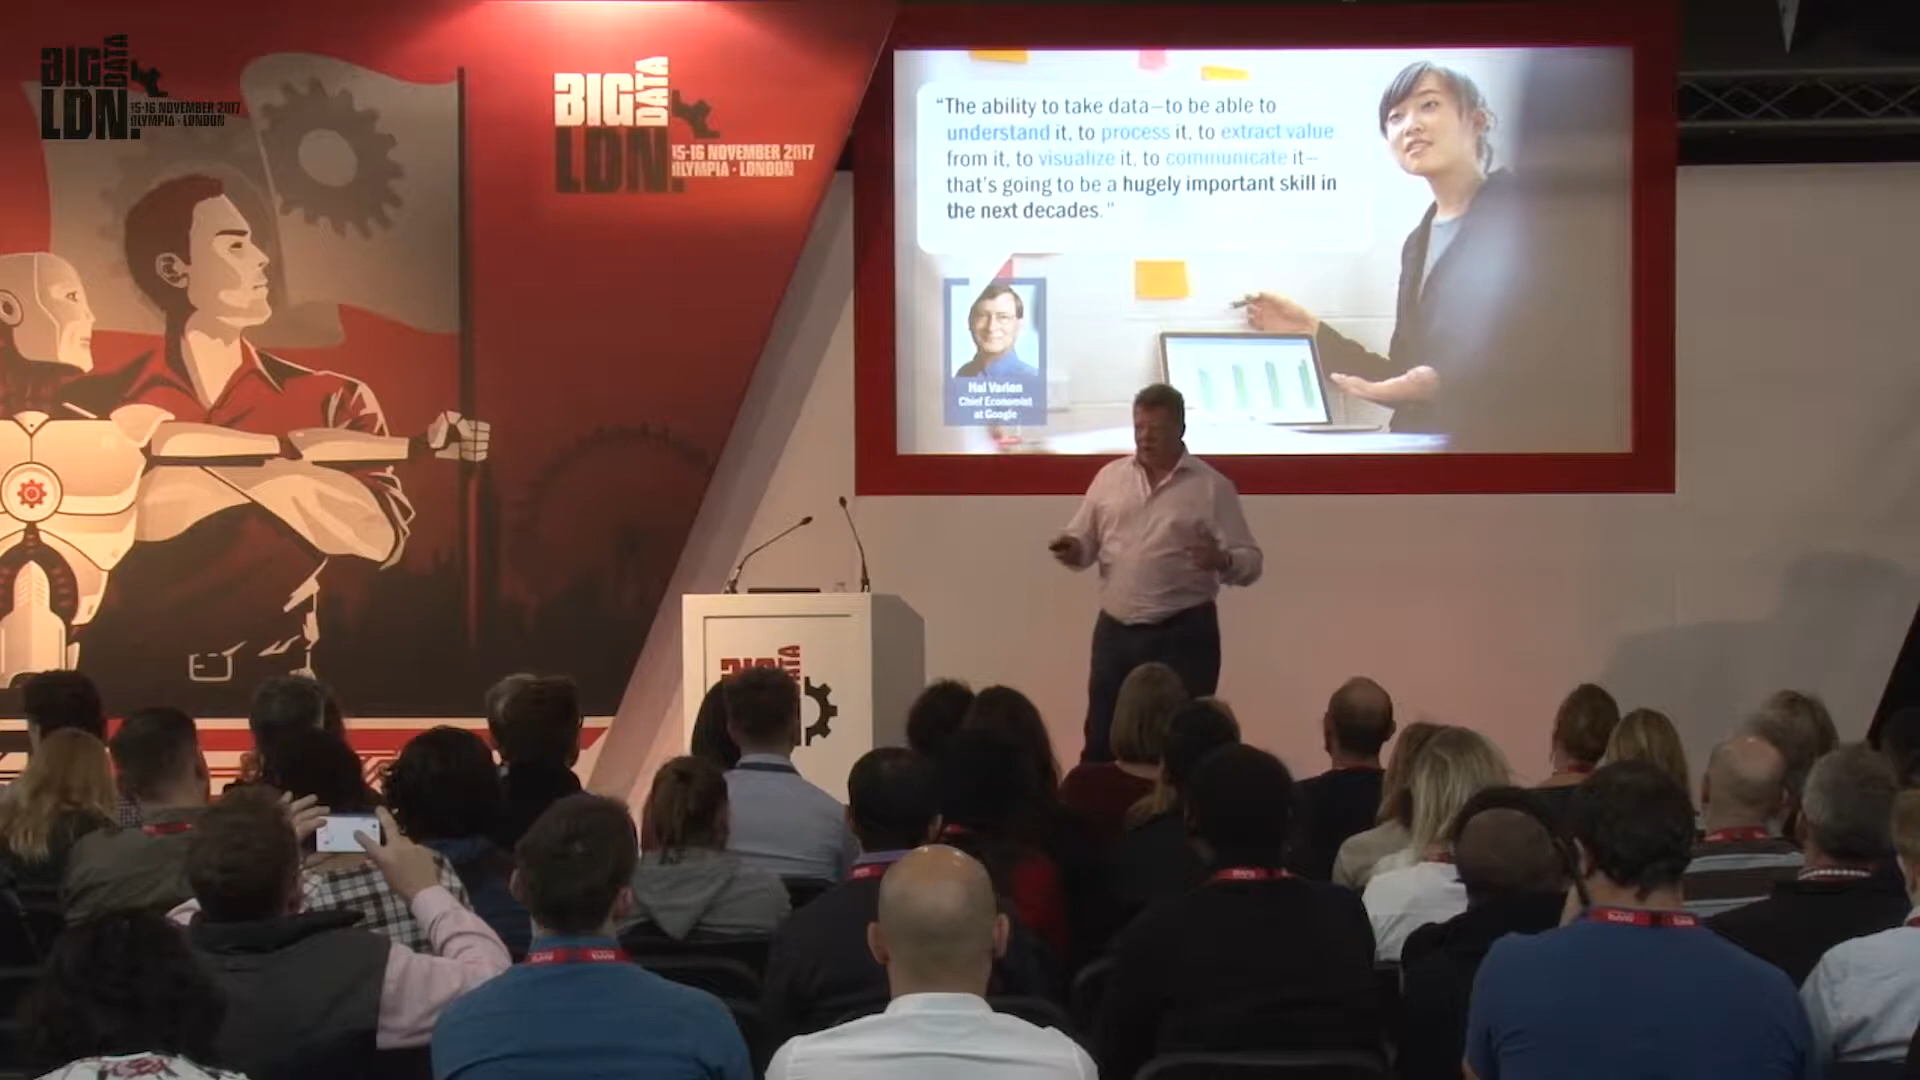 BIG DATA
LDN.
15-16 NOVEMBER 2017
OLYMPIA - LONDON
BIG DATA
LDN.
15-16 NOVEMBER 2017
OLYMPIA - LONDON
“The ability to take data—to be able to
understand it, to process it, to extract value
from it, to visualize it, to communicate it—
that’s going to be a hugely important skill in
the next decades.”
Hal Varian
Chief Economist
at Google
BIG DATA